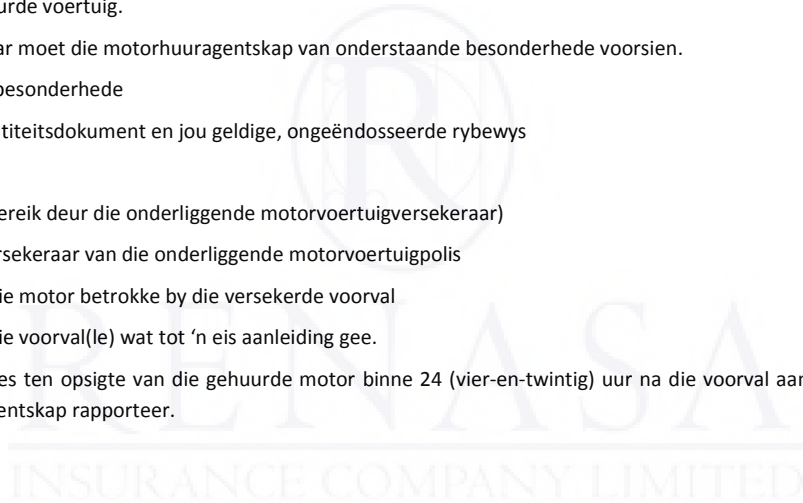 urde voertuig.
ar moet die motorhuuragentskap van onderstaande besonderhede voorsien.
besonderhede
titeitsdokument en jou geldige, ongeëndosseerde rybewys
ereik deur die onderliggende motorvoertuigversekeraar)
rsekeraar van die onderliggende motorvoertuigpolis
ie motor betrokke by die versekerde voorval
ie voorval(le) wat tot ‘n eis aanleiding gee.
es ten opsigte van die gehuurde motor binne 24 (vier-en-twintig) uur na die voorval aan
entskap rapporteer.
R
RENASA
INSURANCE COMPANY LIMITED